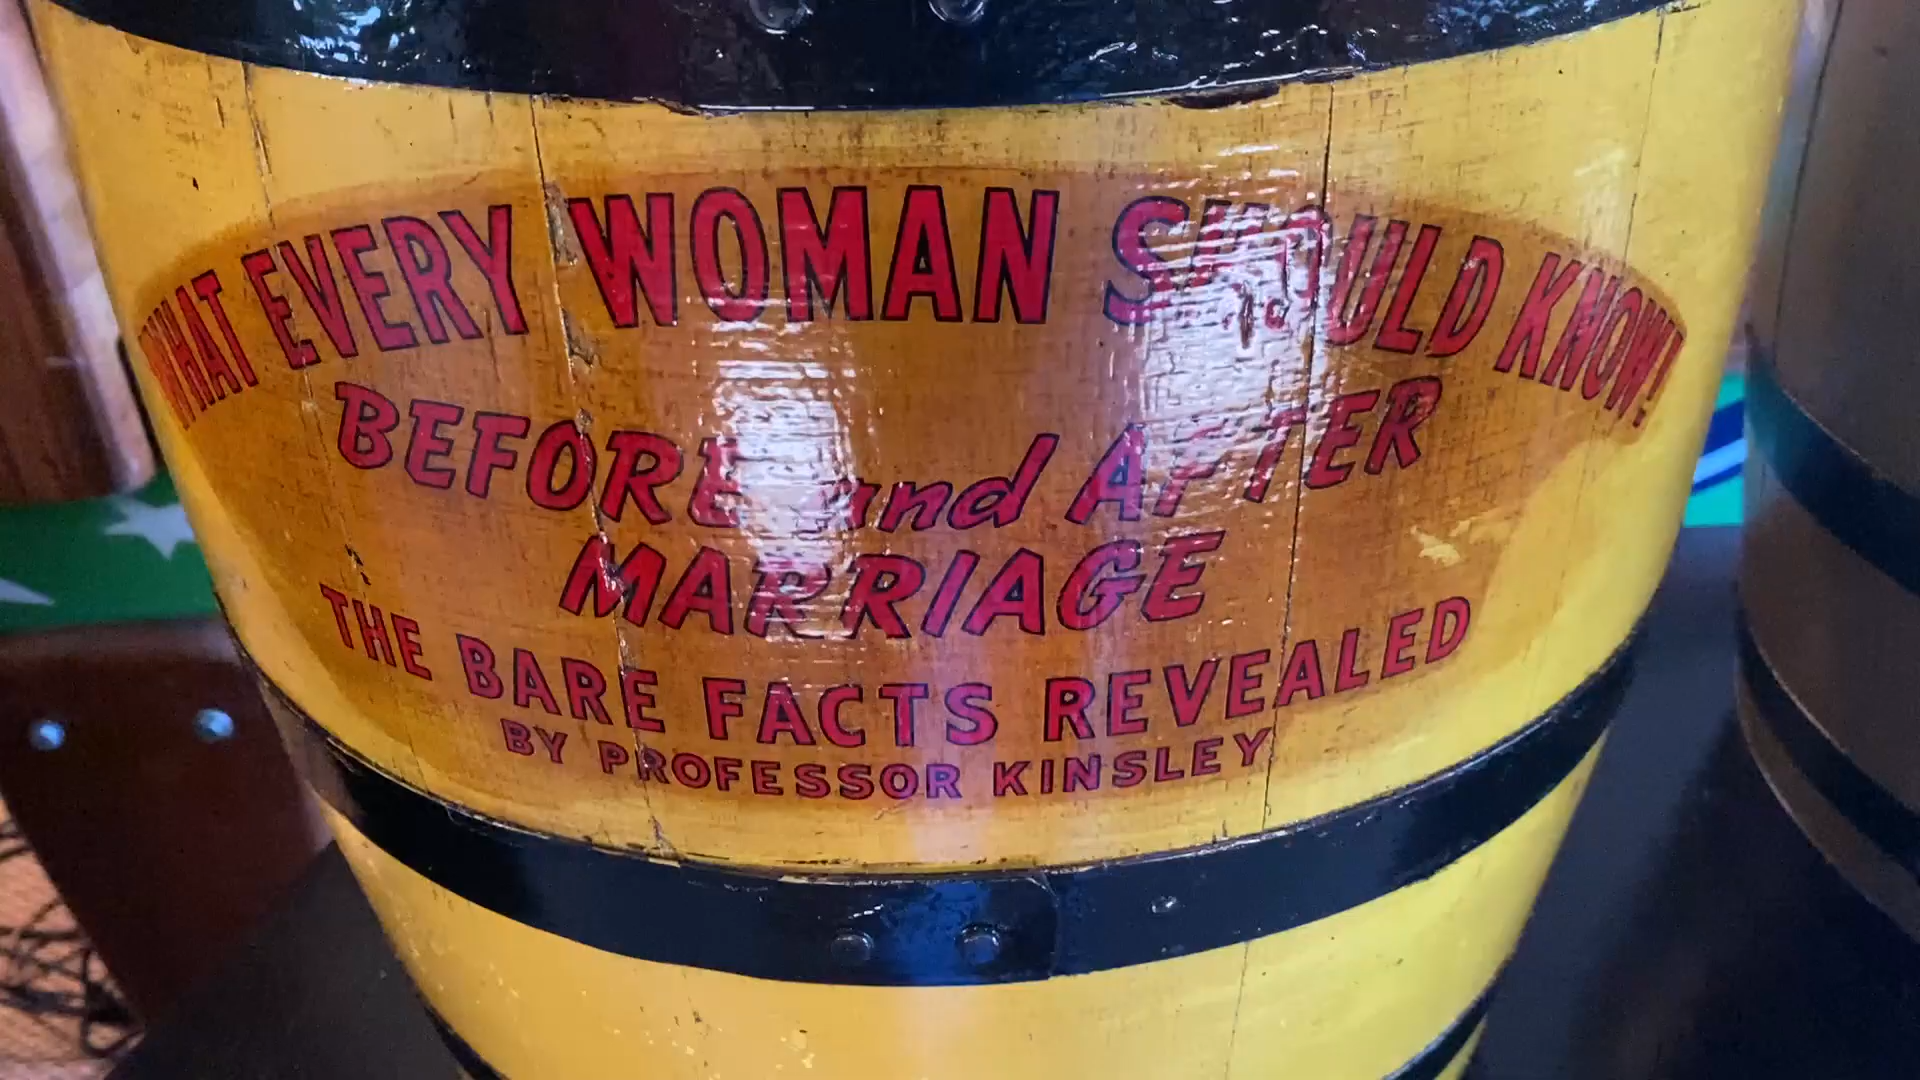 WHAT EVERY WOMAN SHOULD KNOW!
BEFORE and AFTER
MARRIAGE
THE BARE FACTS REVEALED
BY PROFESSOR KINSLEY